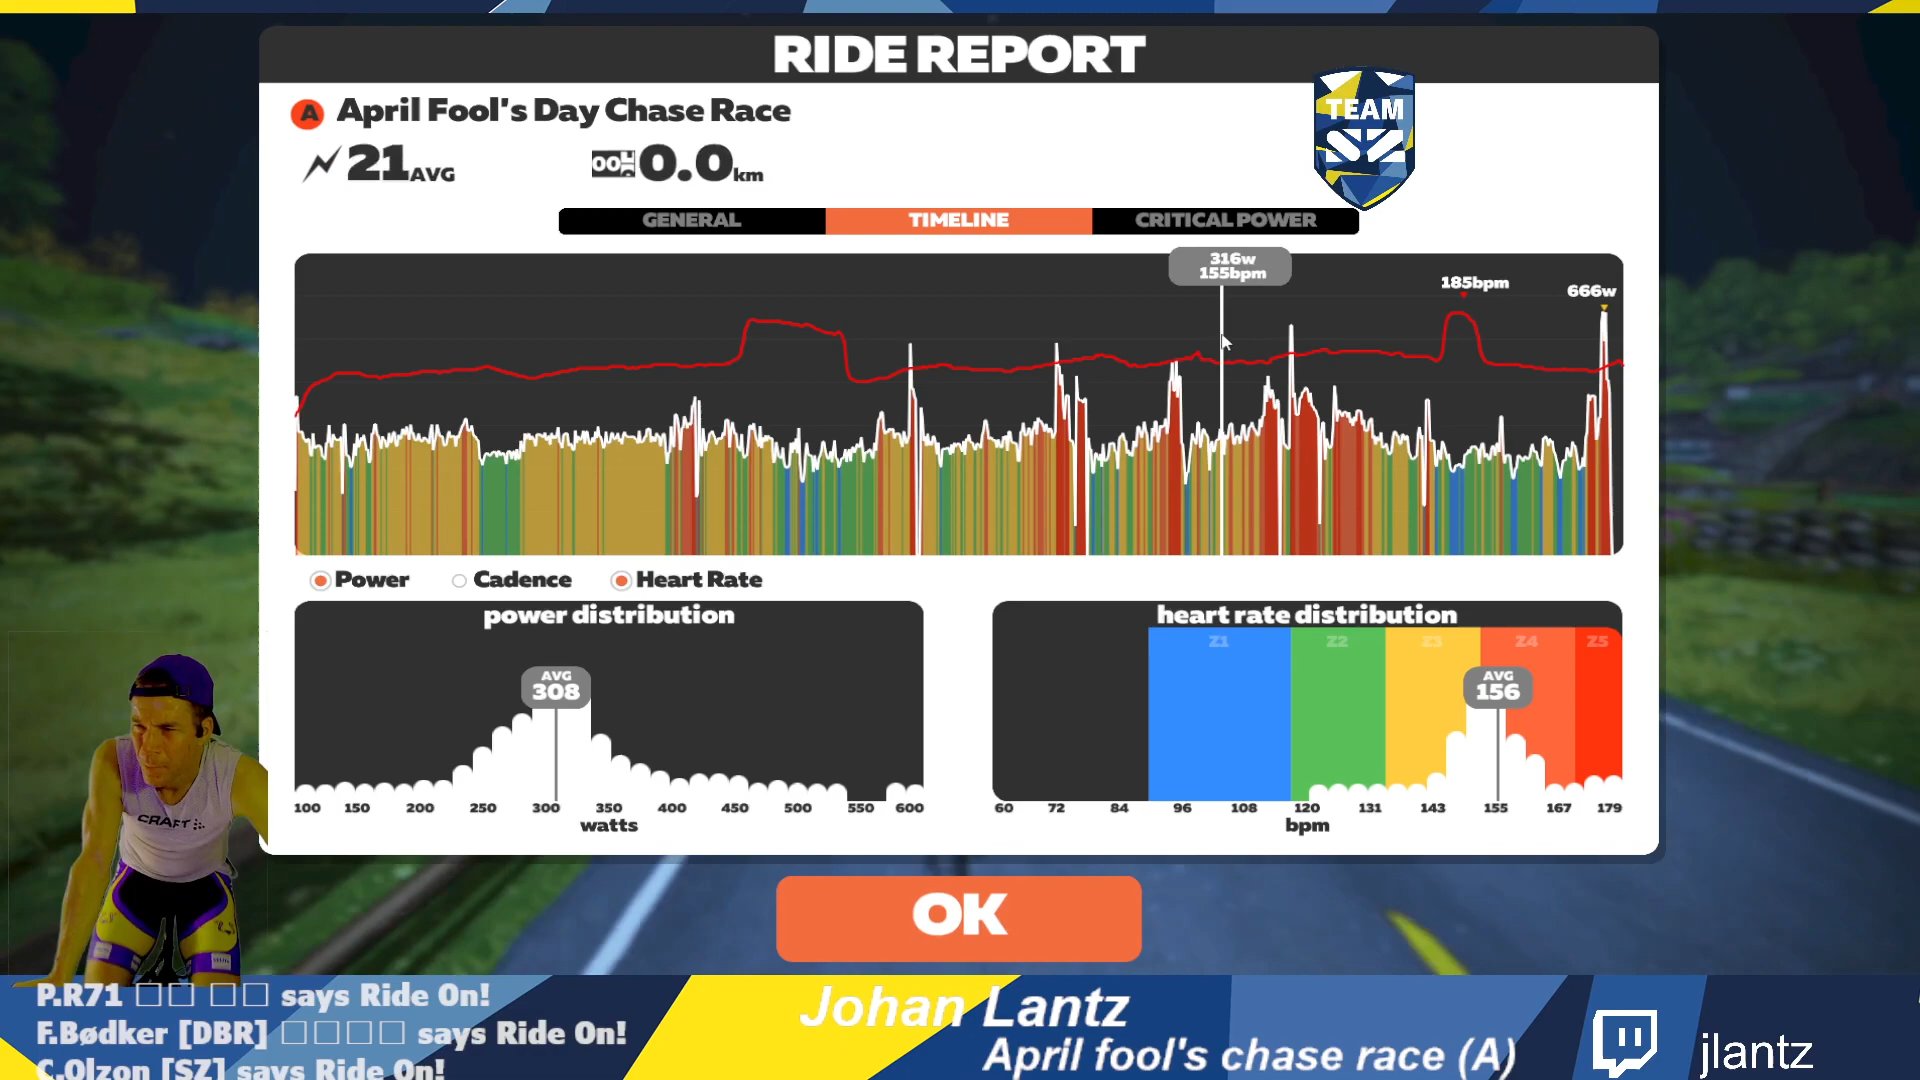 RIDE REPORT
A April Fool's Day Chase Race
TEAM
21AVG
0.0km
GENERAL
TIMELINE
CRITICAL POWER
316w
155bpm
185bpm
666w
Power
Cadence
Heart Rate
power distribution
AVG
308
100 150 200 250 300 350 400 450 500 550 600
watts
heart rate distribution
Z1 Z2 Z3 Z4 Z5
AVG
156
60 72 84 96 108 120 131 143 155 167 179
bpm
CRAFT
OK
P.R71 □□ □□ says Ride On!
F.Bødker [DBR] □□□□ says Ride On!
C.Olzon [SZ] says Ride On!
Johan Lantz
April fool's chase race (A)
jlantz